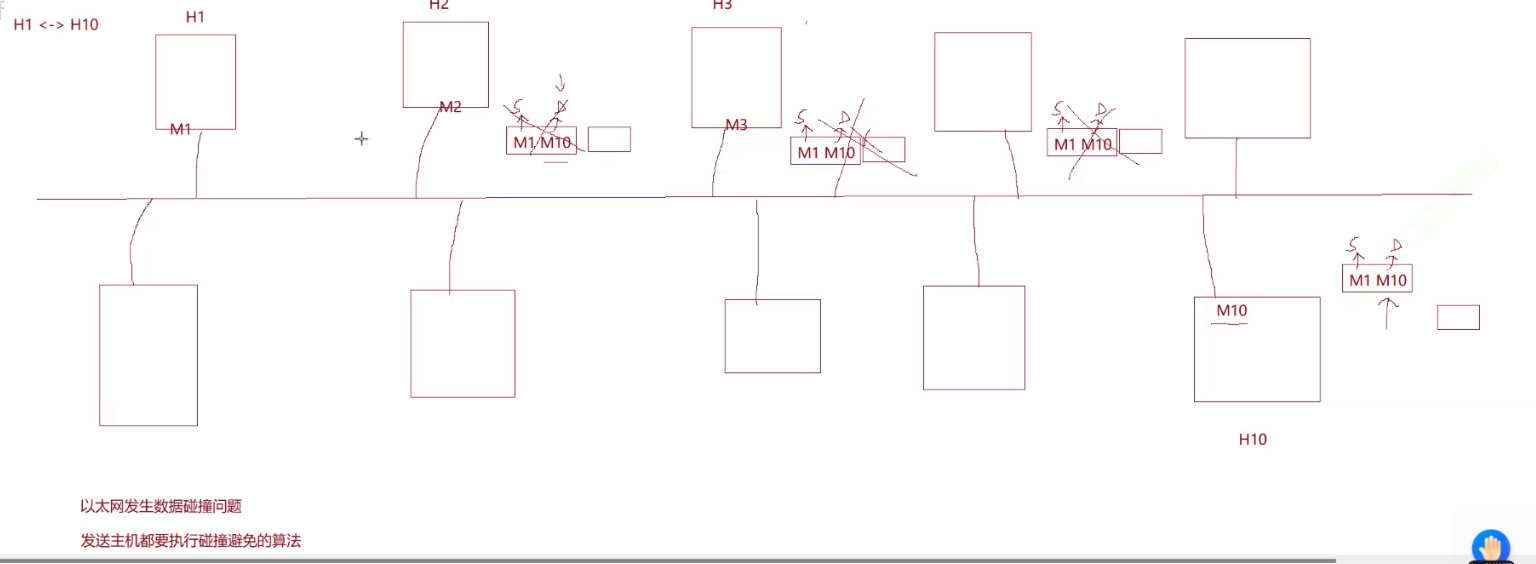 H1 <-> H10
H1
H2
H3
M1
M2
M3
S D
M1 M10
S D
M1 M10
S D
M1 M10
S D
M1 M10
M10
H10
以太网发生数据碰撞问题
发送主机都要执行碰撞避免的算法